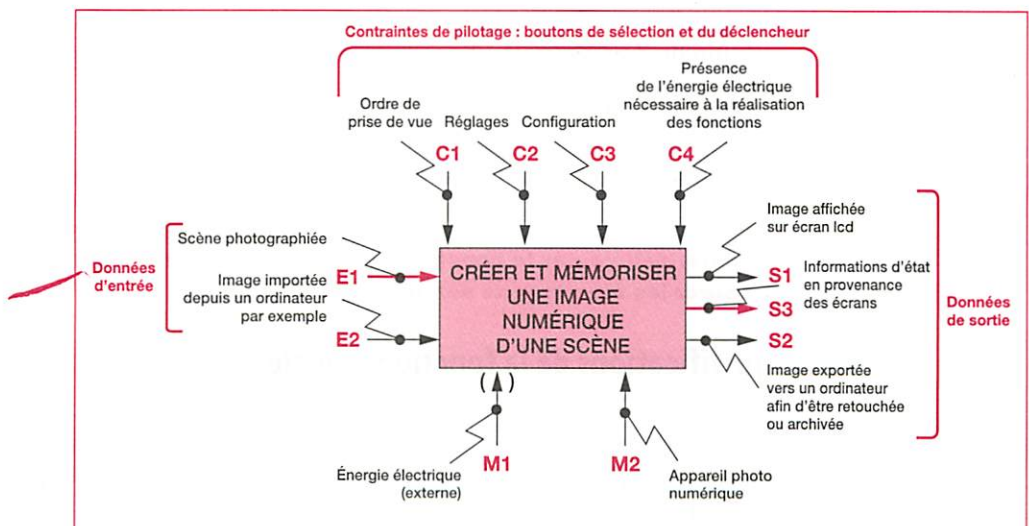 Contraintes de pilotage : boutons de sélection et du déclencheur
Ordre de
prise de vue
Réglages
Configuration
Présence
de l'énergie électrique
nécessaire à la réalisation
des fonctions
C1
C2
C3
C4
Données
d'entrée
Scène photographiée
E1
Image importée
depuis un ordinateur
par exemple
E2
CRÉER ET MÉMORISER
UNE IMAGE
NUMÉRIQUE
D'UNE SCÈNE
Image affichée
sur écran lcd
S1
Informations d'état
en provenance
des écrans
S3
S2
Image exportée
vers un ordinateur
afin d'être retouchée
ou archivée
Données
de sortie
( )
Énergie électrique
(externe)
M1
M2
Appareil photo
numérique